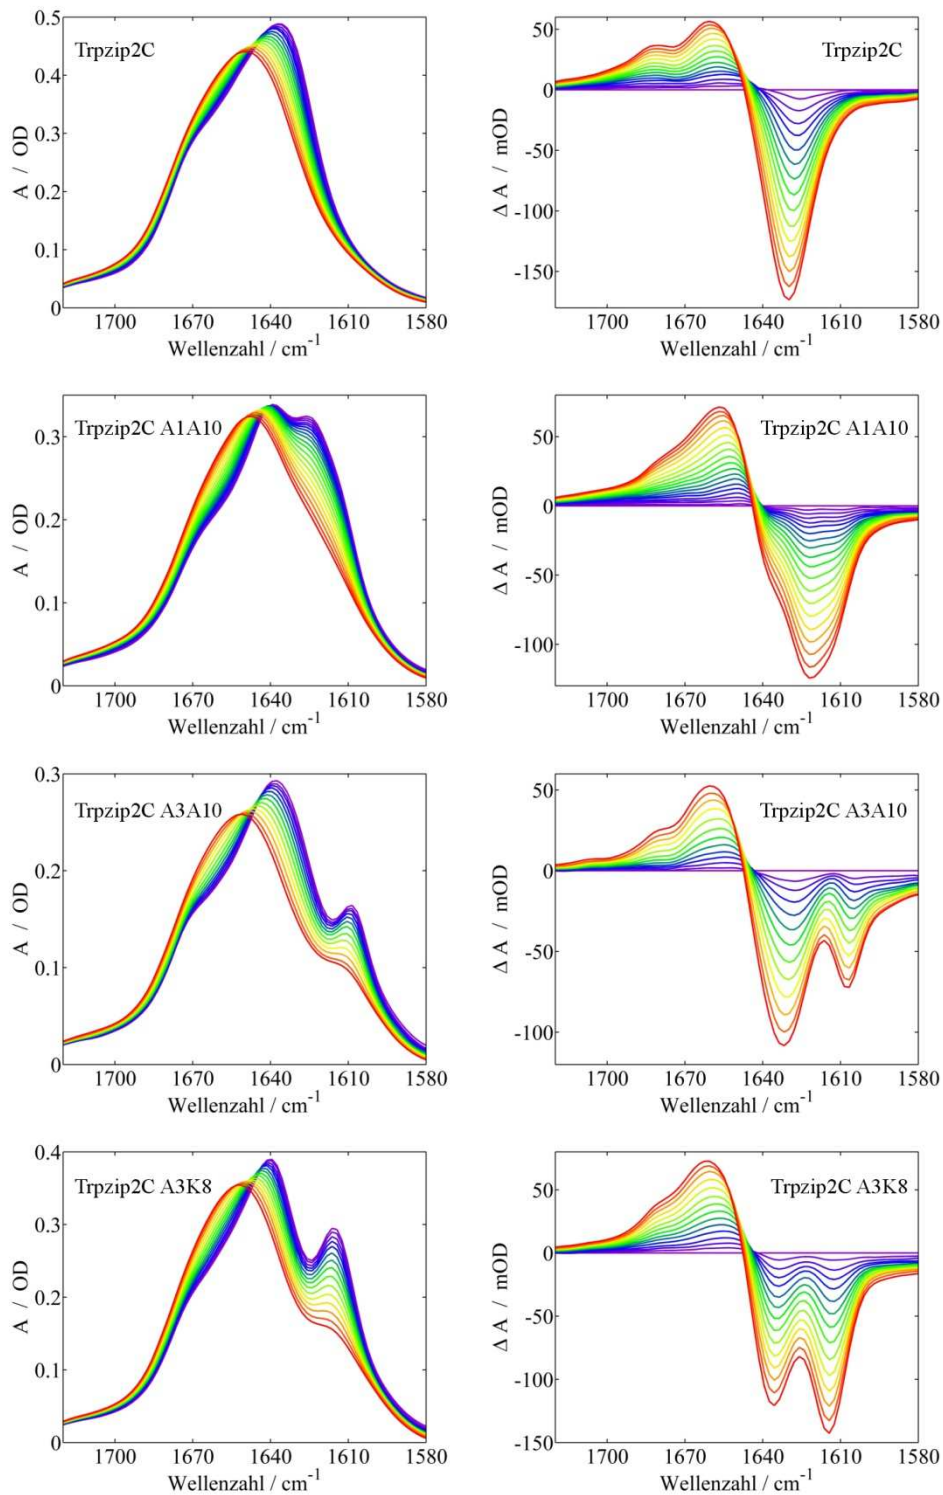 0.5
0.4
0.3
0.2
0.1
0
Trpzip2C
A / OD
1700 1670 1640 1610 1580
Wellenzahl / cm-1
50
0
-50
-100
-150
Trpzip2C
Δ A / mOD
1700 1670 1640 1610 1580
Wellenzahl / cm-1
0.3
0.2
0.1
0
Trpzip2C A1A10
A / OD
1700 1670 1640 1610 1580
Wellenzahl / cm-1
50
0
-50
-100
Trpzip2C A1A10
Δ A / mOD
1700 1670 1640 1610 1580
Wellenzahl / cm-1
0.3
0.2
0.1
0
Trpzip2C A3A10
A / OD
1700 1670 1640 1610 1580
Wellenzahl / cm-1
50
0
-50
-100
Trpzip2C A3A10
Δ A / mOD
1700 1670 1640 1610 1580
Wellenzahl / cm-1
0.4
0.3
0.2
0.1
0
Trpzip2C A3K8
A / OD
1700 1670 1640 1610 1580
Wellenzahl / cm-1
50
0
-50
-100
-150
Trpzip2C A3K8
Δ A / mOD
1700 1670 1640 1610 1580
Wellenzahl / cm-1